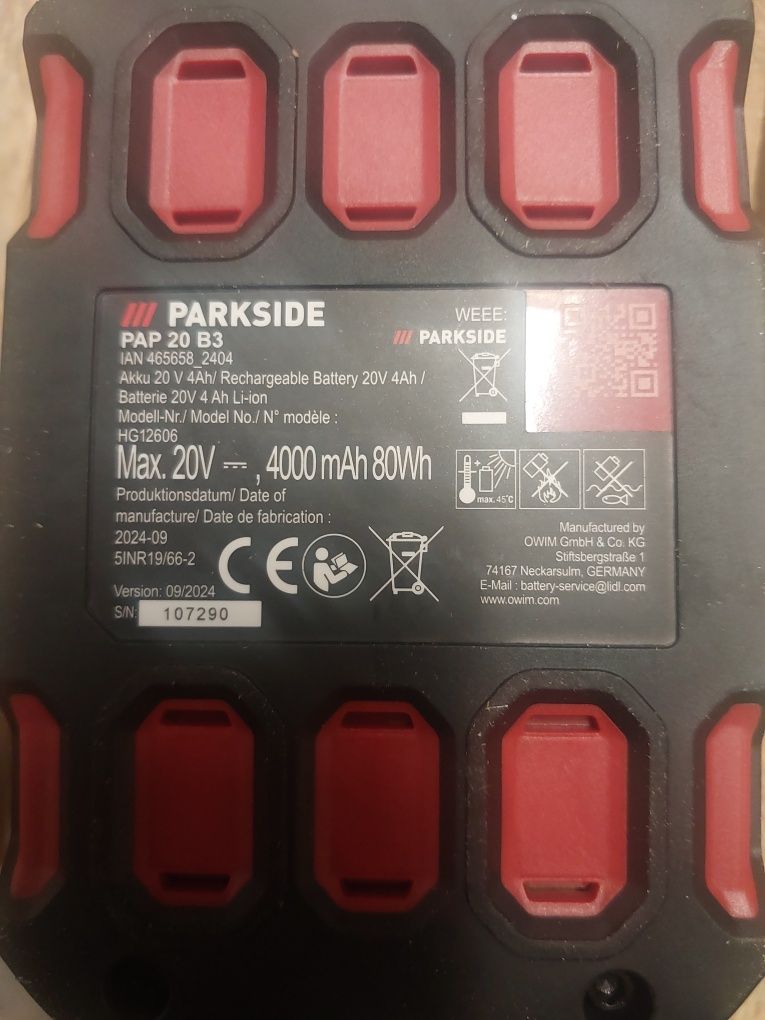 PARKSIDE
PAP 20 B3
IAN 465658_2404
Akku 20 V 4Ah/ Rechargeable Battery 20V 4Ah /
Batterie 20V 4 Ah Li-ion
Modell-Nr./ Model No./ N° modèle :
HG12606
Max. 20V ⎓ , 4000 mAh 80Wh
Produktionsdatum/ Date of
manufacture/ Date de fabrication :
2024-09
5INR19/66-2
Version: 09/2024
S/N: 107290
CE
WEEE:
PARKSIDE
max. 45°C
Manufactured by
OWIM GmbH & Co. KG
Stiftsbergstraße 1
74167 Neckarsulm, GERMANY
E-Mail : battery-service@lidl.com
www.owim.com